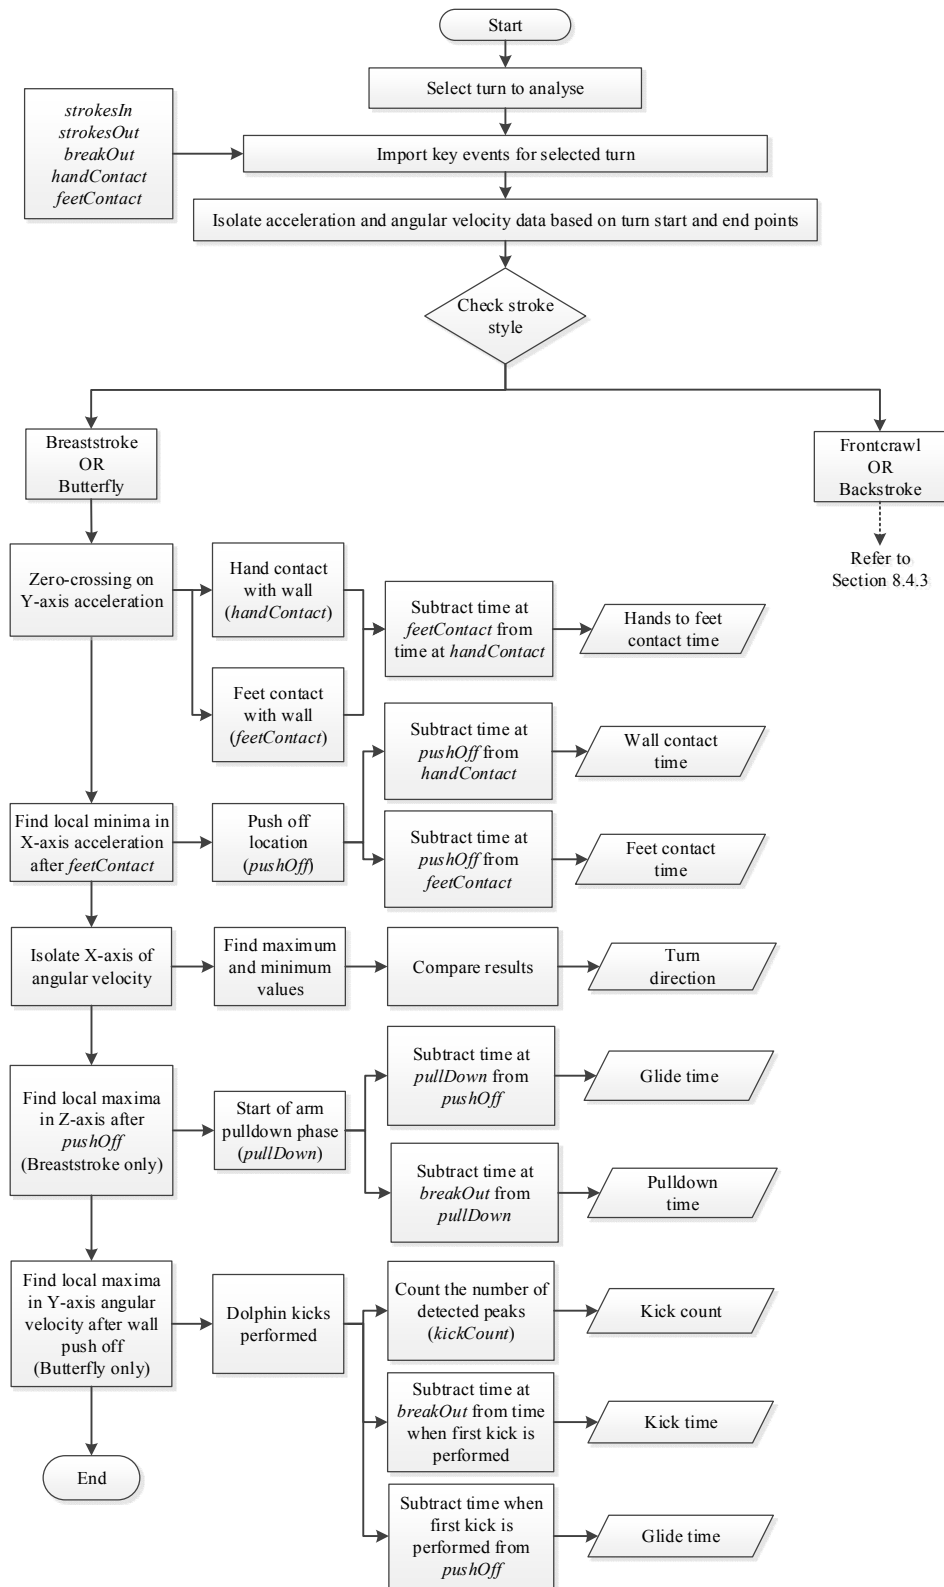 Start
Select turn to analyse
strokesIn
strokesOut
breakOut
handContact
feetContact
Import key events for selected turn
Isolate acceleration and angular velocity data based on turn start and end points
Check stroke
style
Breaststroke
OR
Butterfly
Frontcrawl
OR
Backstroke
Refer to
Section 8.4.3
Zero-crossing on
Y-axis acceleration
Hand contact
with wall
(handContact)
Feet contact
with wall
(feetContact)
Subtract time at
feetContact from
time at handContact
Hands to feet
contact time
Find local minima in
X-axis acceleration
after feetContact
Push off
location
(pushOff)
Subtract time at
pushOff from
handContact
Wall contact
time
Subtract time at
pushOff from
feetContact
Feet contact
time
Isolate X-axis of
angular velocity
Find maximum
and minimum
values
Compare results
Turn
direction
Find local maxima
in Z-axis after
pushOff
(Breaststroke only)
Start of arm
pulldown phase
(pullDown)
Subtract time at
pullDown from
pushOff
Glide time
Subtract time at
breakOut from
pullDown
Pulldown
time
Find local maxima
in Y-axis angular
velocity after wall
push off
(Butterfly only)
Dolphin kicks
performed
Count the number of
detected peaks
(kickCount)
Kick count
Subtract time at
breakOut from time
when first kick is
performed
Kick time
Subtract time when
first kick is
performed from
pushOff
Glide time
End